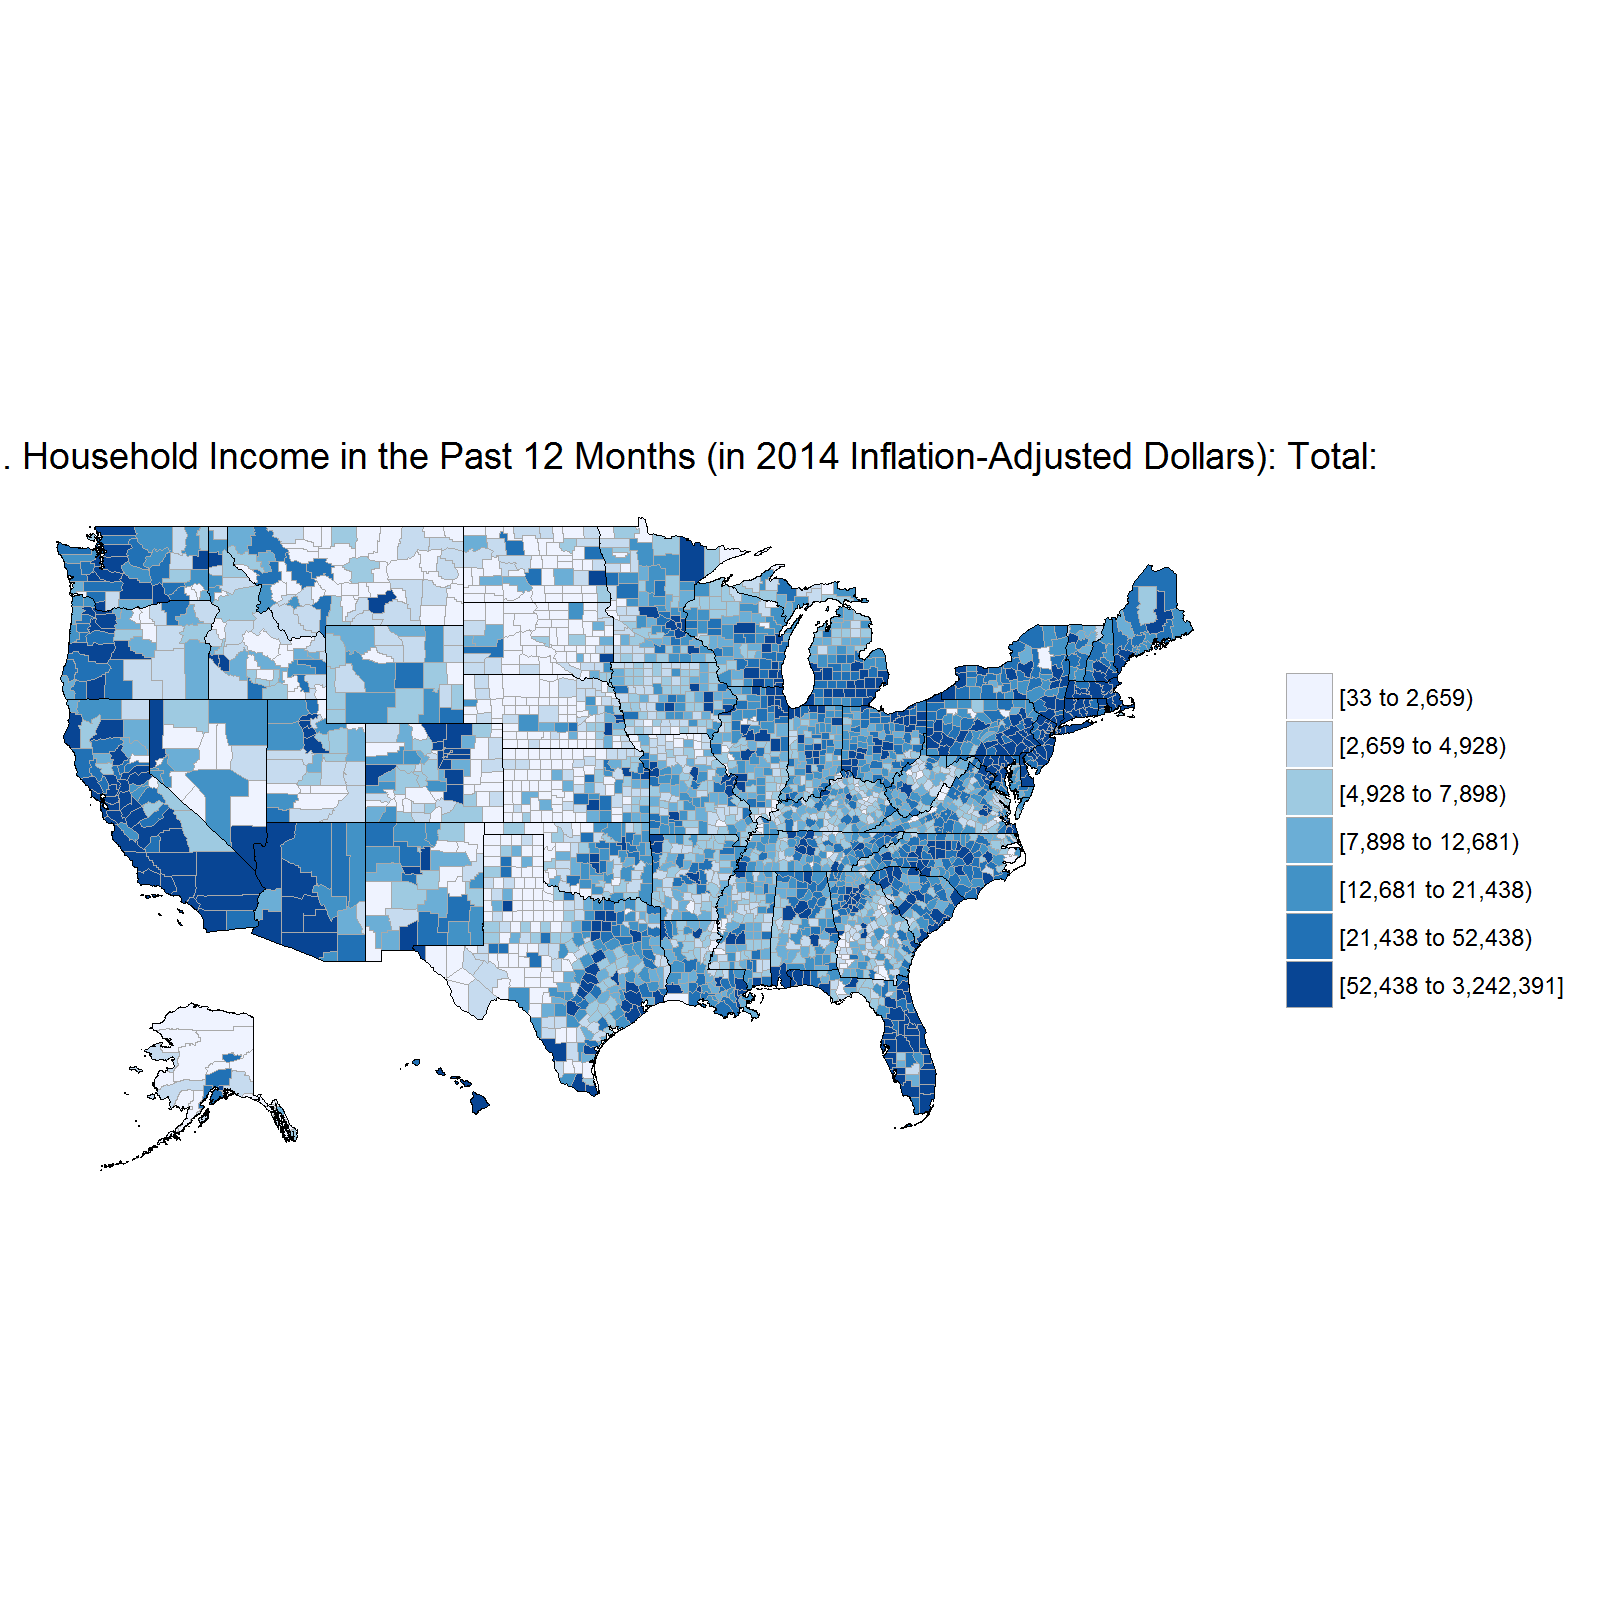 . Household Income in the Past 12 Months (in 2014 Inflation-Adjusted Dollars): Total:
[33 to 2,659)
[2,659 to 4,928)
[4,928 to 7,898)
[7,898 to 12,681)
[12,681 to 21,438)
[21,438 to 52,438)
[52,438 to 3,242,391]